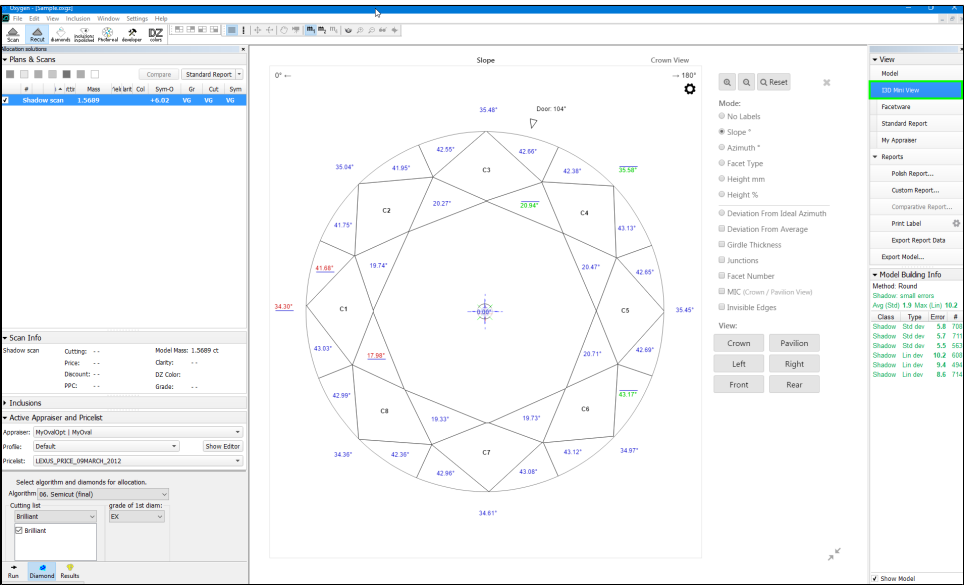 Oxygen - [Sample.oxgz]
File Edit View Inclusion Window Settings Help
Scan Recut diamonds inclusions inpolished Pholereal developer DZ colors
Allocation solutions
Plans & Scans
Compare Standard Report
# Mass Col Sym-O Gr Cut Sym
Shadow scan 1.5689 +6.02 VG VG VG
Scan Info
Shadow scan Cutting: -- Model Mass: 1.5689 ct
Price: -- Clarity: --
Discount: -- DZ Color:
PPC: -- Grade: --
Inclusions
Active Appraiser and Pricelist
Appraiser: MyOvalOpt | MyOval
Profile: Default Show Editor
Pricelist: LEXUS_PRICE_09MARCH_2012
Select algorithm and diamonds for allocation.
Algorithm 06. Semicut (final)
Cutting list grade of 1st diam:
Brilliant EX
Brilliant
Run Diamond Results
Slope Crown View
0° ← → 180°
35.48° Door: 104°
42.55° 42.66°
35.04° 41.95° C3 42.38° 35.58°
20.27° 20.94°
C2 C4
41.75° 43.13°
41.68° 19.74° 20.47° 42.65°
34.30° C1 0.00° C5 35.45°
43.03° 17.98° 20.71° 42.69°
42.99° 43.17°
C8 19.33° 19.73° C6
34.36° 42.36° C7 43.12° 34.97°
42.98° 43.08°
34.61°
Reset
Mode:
No Labels
Slope °
Azimuth °
Facet Type
Height mm
Height %
Deviation From Ideal Azimuth
Deviation From Average
Girdle Thickness
Junctions
Facet Number
MIC (Crown / Pavilion View)
Invisible Edges
View:
Crown Pavilion
Left Right
Front Rear
View
Model
I3D Mini View
Facetware
Standard Report
My Appraiser
Reports
Polish Report...
Custom Report...
Comparative Report...
Print Label
Export Report Data
Export Model...
Model Bulding Info
Method: Round
Shadow: small errors
Avg (Std) 1.9 Max (Lin) 10.2
Class Type Error #
Shadow Std dev 5.8 708
Shadow Std dev 5.7 711
Shadow Std dev 5.5 563
Shadow Lin dev 10.2 608
Shadow Lin dev 9.4 494
Shadow Lin dev 8.6 714
Show Model